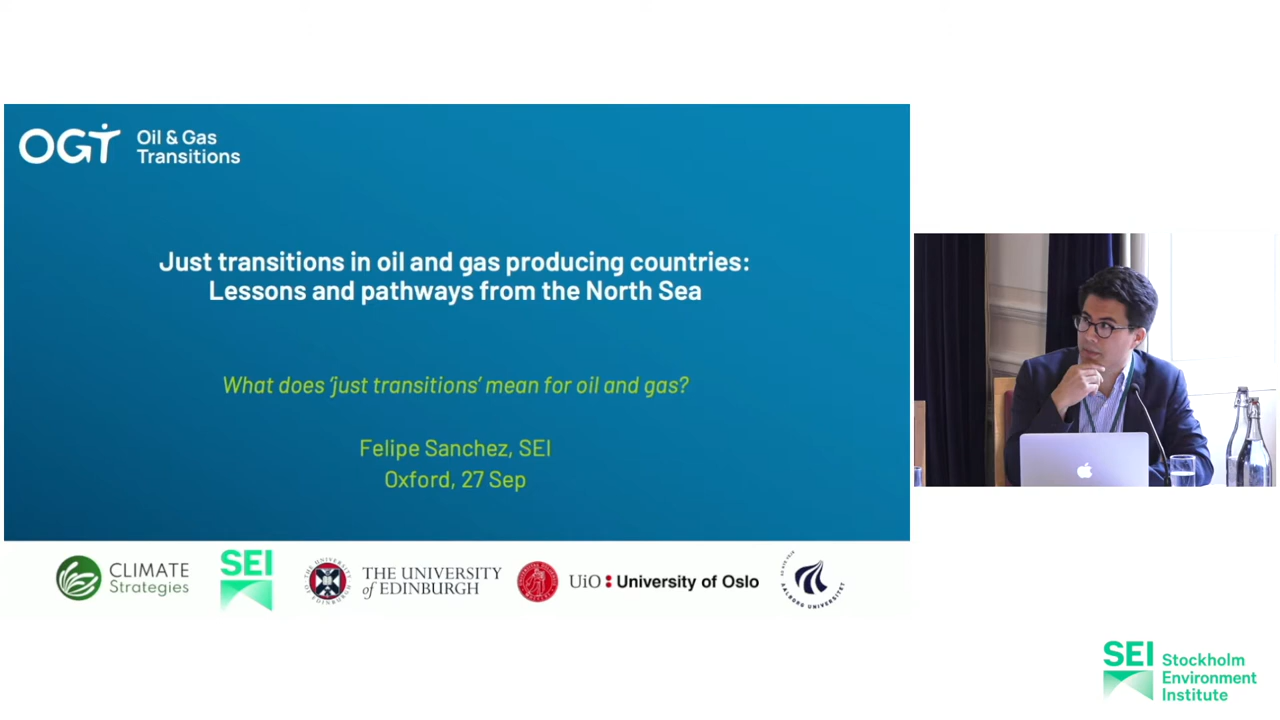 OGT
Oil & Gas
Transitions
Just transitions in oil and gas producing countries:
Lessons and pathways from the North Sea
What does 'just transitions' mean for oil and gas?
Felipe Sanchez, SEI
Oxford, 27 Sep
CLIMATE
Strategies
SEI
THE UNIVERSITY
of EDINBURGH
UiO : University of Oslo
AALBORG UNIVERSITET
SEI
Stockholm
Environment
Institute